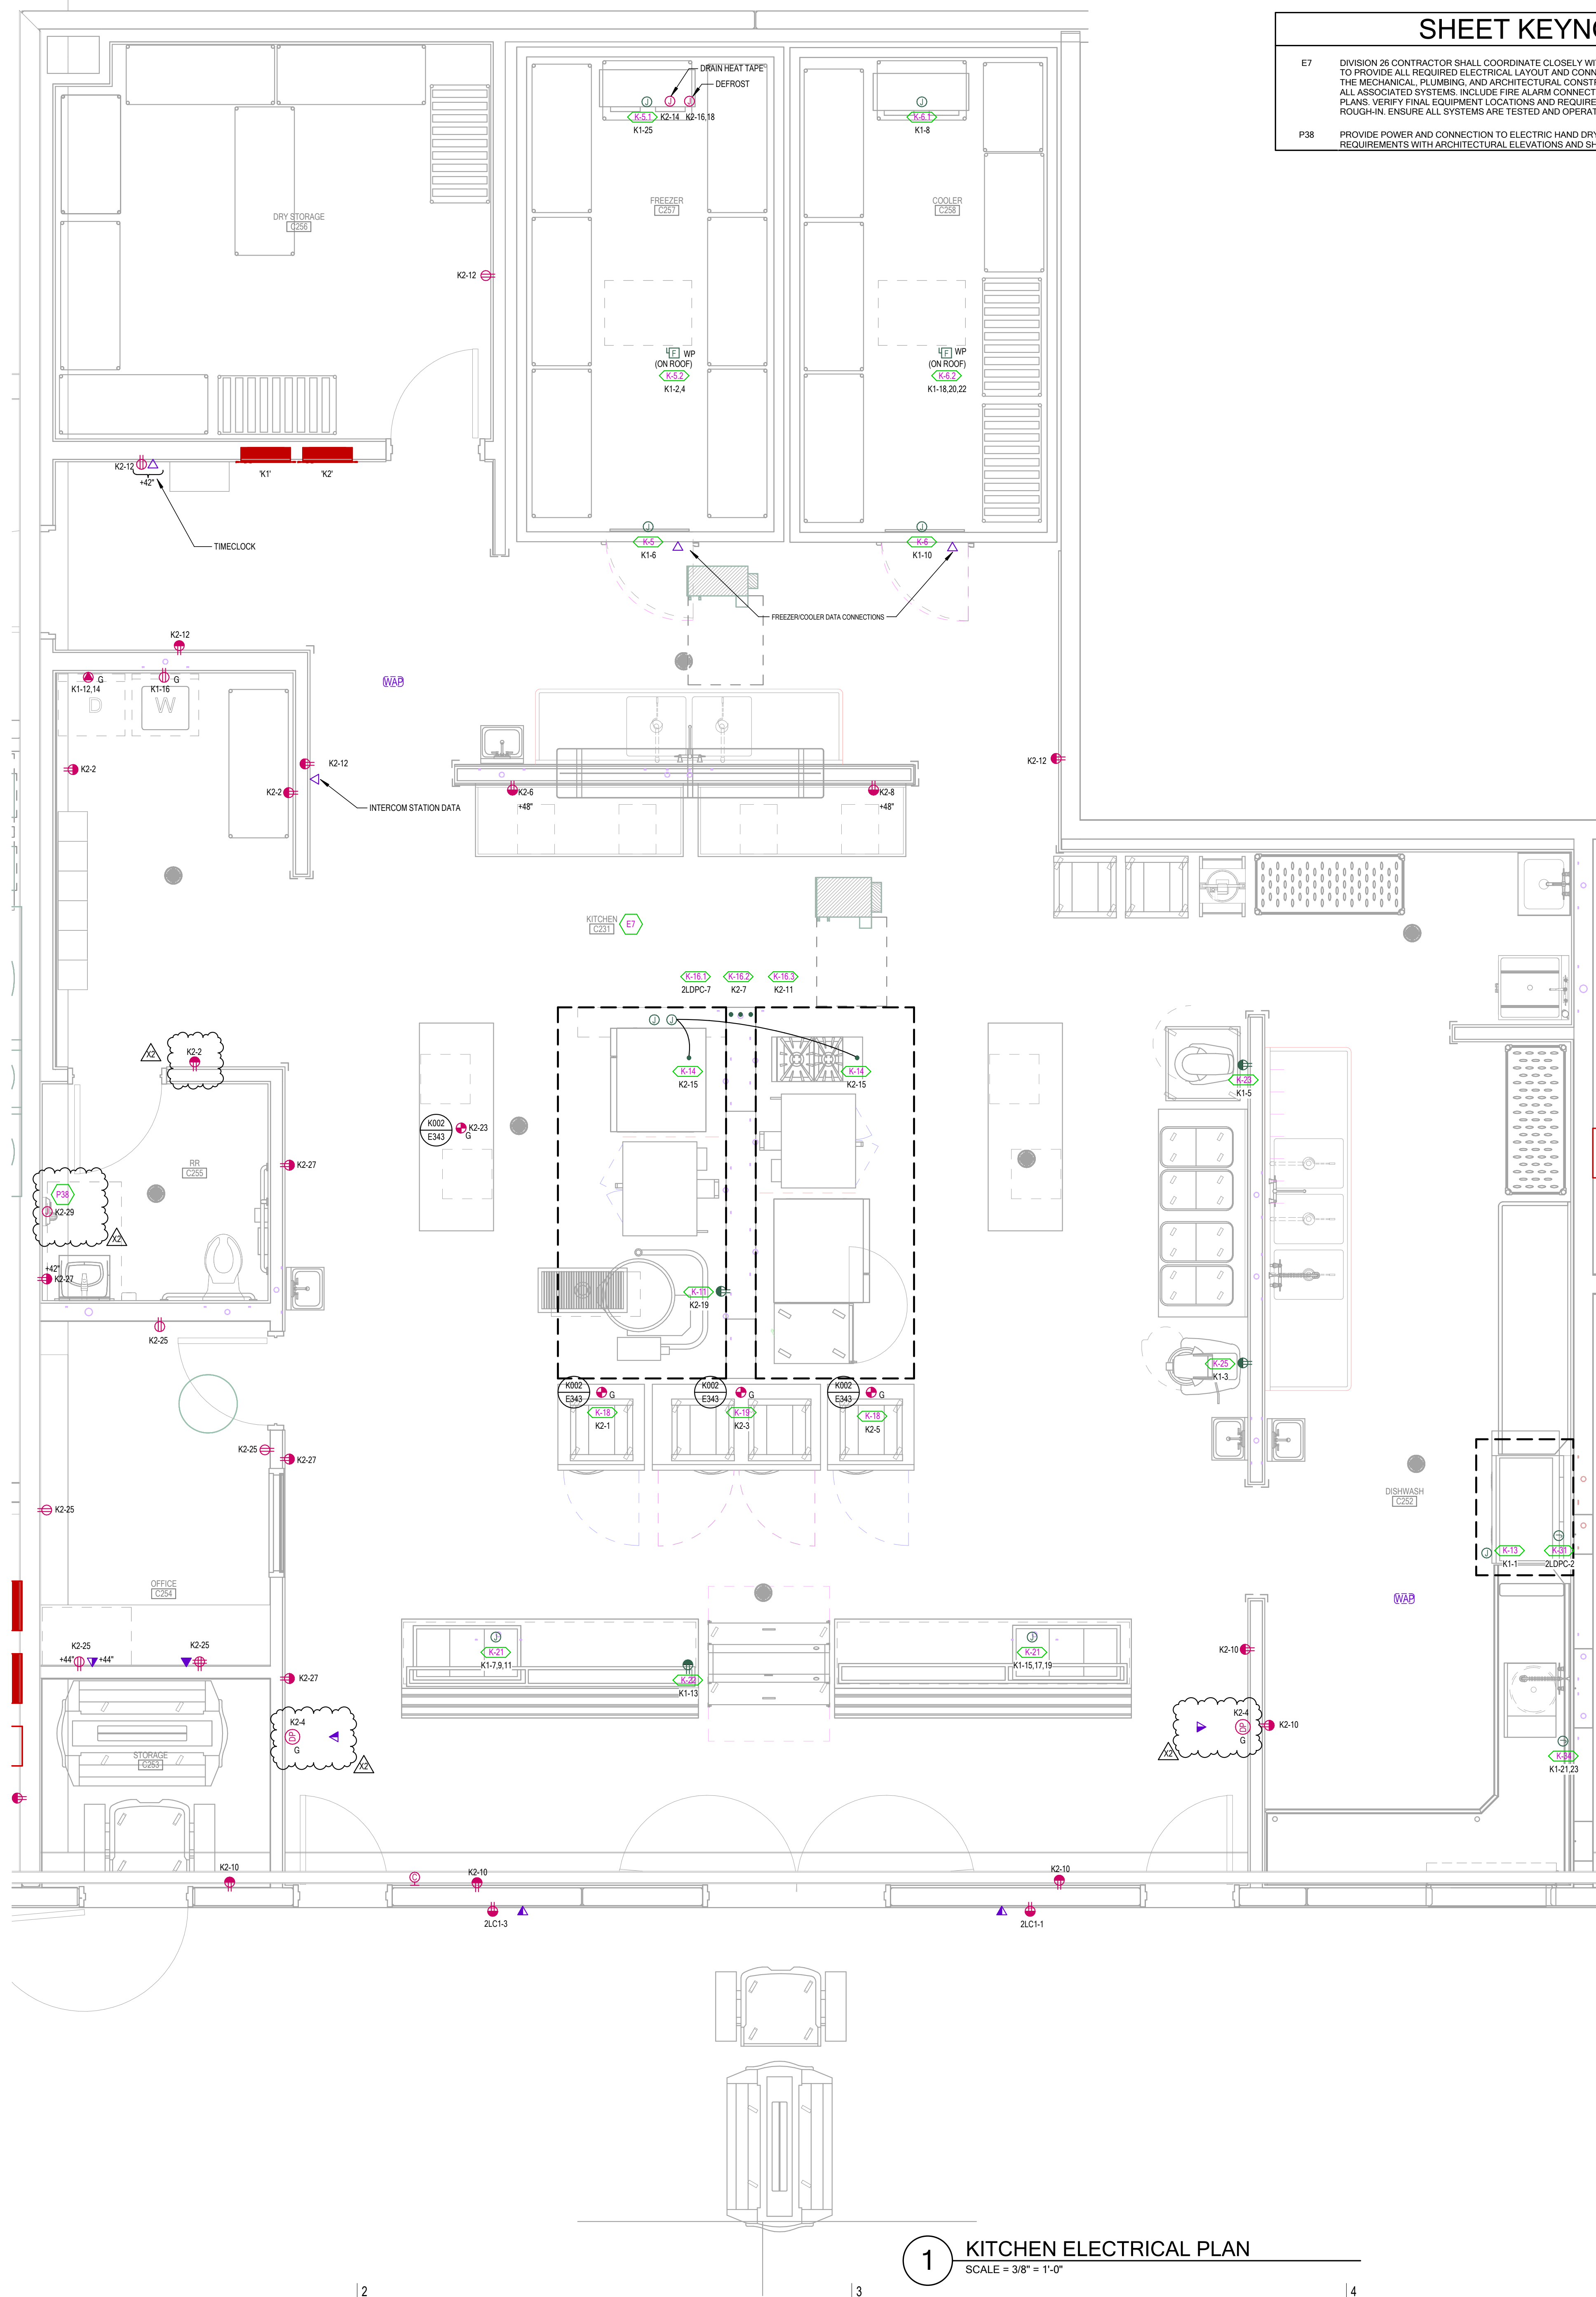 SHEET KEYN
E7
DIVISION 26 CONTRACTOR SHALL COORDINATE CLOSELY WI
TO PROVIDE ALL REQUIRED ELECTRICAL LAYOUT AND CONN
THE MECHANICAL, PLUMBING, AND ARCHITECTURAL CONST
ALL ASSOCIATED SYSTEMS. INCLUDE FIRE ALARM CONNECT
PLANS. VERIFY FINAL EQUIPMENT LOCATIONS AND REQUIRE
ROUGH-IN. ENSURE ALL SYSTEMS ARE TESTED AND OPERAT
P38
PROVIDE POWER AND CONNECTION TO ELECTRIC HAND DRY
REQUIREMENTS WITH ARCHITECTURAL ELEVATIONS AND SH
DRAIN HEAT TAPE
DEFROST
J J J J
K-5.1 K2-14 K2-16,18 K-6.1
K1-25 K1-8
FREEZER
C257
COOLER
C258
DRY STORAGE
C256
K2-12
F WP
(ON ROOF)
K-5.2
K1-2,4
F WP
(ON ROOF)
K-6.2
K1-18,20,22
K2-12
+42"
'K1' 'K2'
TIMECLOCK
J
K-5
K1-6
J
K-6
K1-10
FREEZER/COOLER DATA CONNECTIONS
K2-12
G G
K1-12,14 K1-16
D W
WAP
K2-2
K2-12
K2-2
K2-12
INTERCOM STATION DATA
K2-6
+48"
K2-8
+48"
KITCHEN
C231
E7
K-16.1 K-16.2 K-16.3
2LDPC-7 K2-7 K2-11
J J
K-14
K2-15
K-14
K2-15
K-23
K1-5
X2
K2-2
K002
E343
K2-23
G
RR
C255
K2-27
P38
J K2-29
X2
+42"
K2-27
K-11
K2-19
K2-25
K-25
K1-3
K002
E343
G
K-18
K2-1
K002
E343
G
K-19
K2-3
K002
E343
G
K-18
K2-5
K2-25
K2-27
K2-25
DISHWASH
C252
J
K-13
K1-1
J
K-31
2LDPC-2
OFFICE
C254
WAP
K2-25
+44" +44"
K2-25
K2-27
J
K-21
K1-7,9,11
K-22
K1-13
J
K-21
K1-15,17,19
K2-10
K2-4
DP
G
X2
K2-4
DP
G
X2
K2-10
STORAGE
C253
J
K-34
K1-21,23
K2-10
C
K2-10
K2-10
2LC1-3
2LC1-1
1
KITCHEN ELECTRICAL PLAN
SCALE = 3/8" = 1'-0"
2 3 4